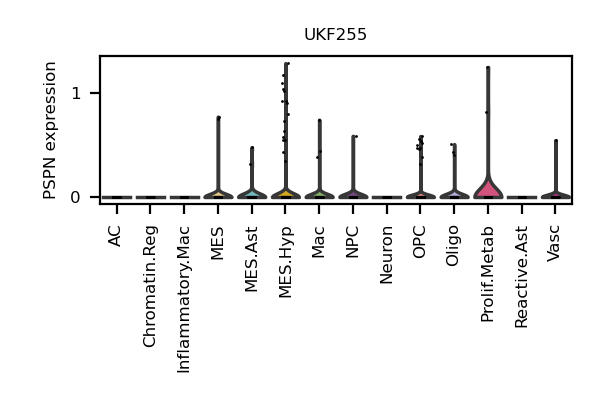 UKF255
PSPN expression
1
0
AC
Chromatin.Reg
Inflammatory.Mac
MES
MES.Ast
MES.Hyp
Mac
NPC
Neuron
OPC
Oligo
Prolif.Metab
Reactive.Ast
Vasc